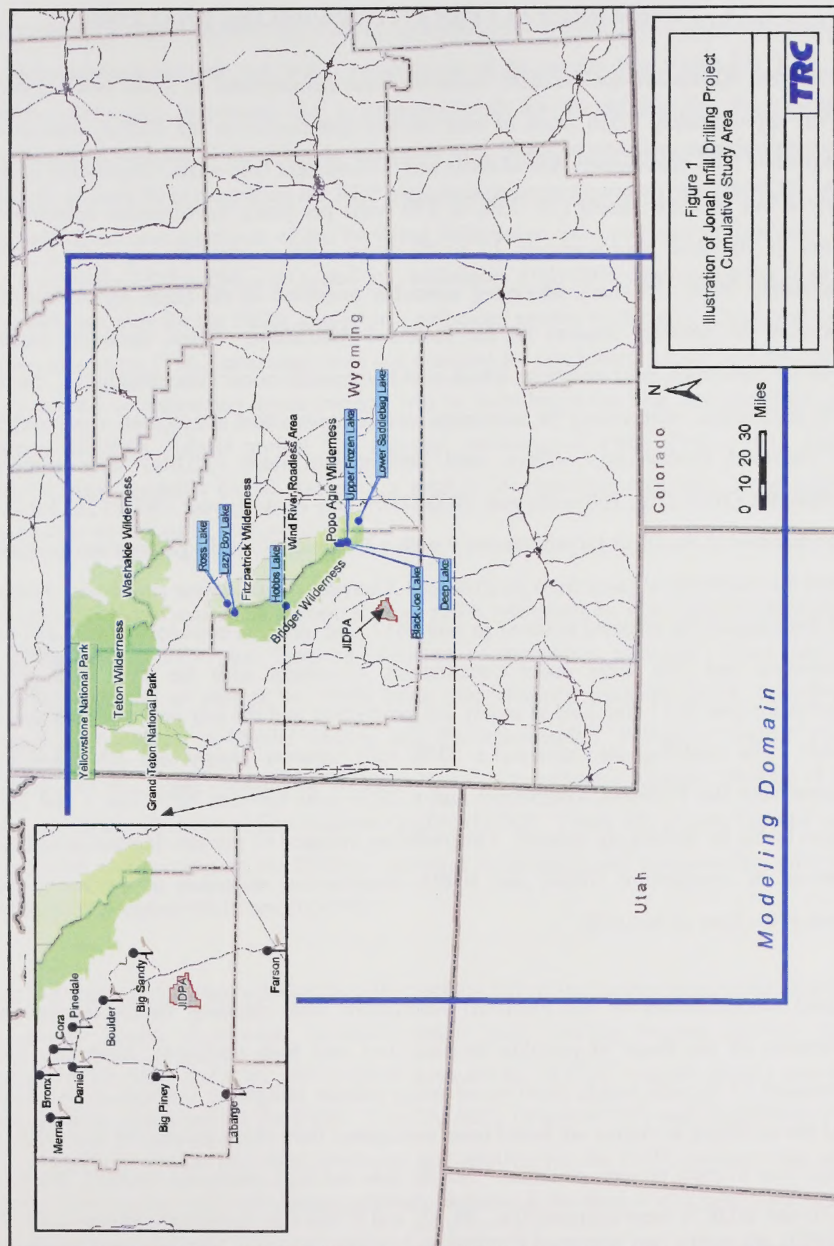 Yellowstone National Park
Teton Wilderness
Washakie Wilderness
Grand Teton National Park
Ross Lake
Lazy Boy Lake
Fitzpatrick Wilderness
Hobbs Lake
Wind River Roadless Area
Bridger Wilderness
Popo Agie Wilderness
Upper Frozen Lake
Lower Saddlebag Lake
Wyoming
JIDPA
Black Joe Lake
Deep Lake
Bronx
Cora
Merna
Daniel
Pinedale
Boulder
Big Sandy
Big Piney
JIDPA
Labarge
Farson
Utah
Colorado
N
0 10 20 30
Miles
Modeling Domain
Figure 1
Illustration of Jonah Infill Drilling Project
Cumulative Study Area
TRC